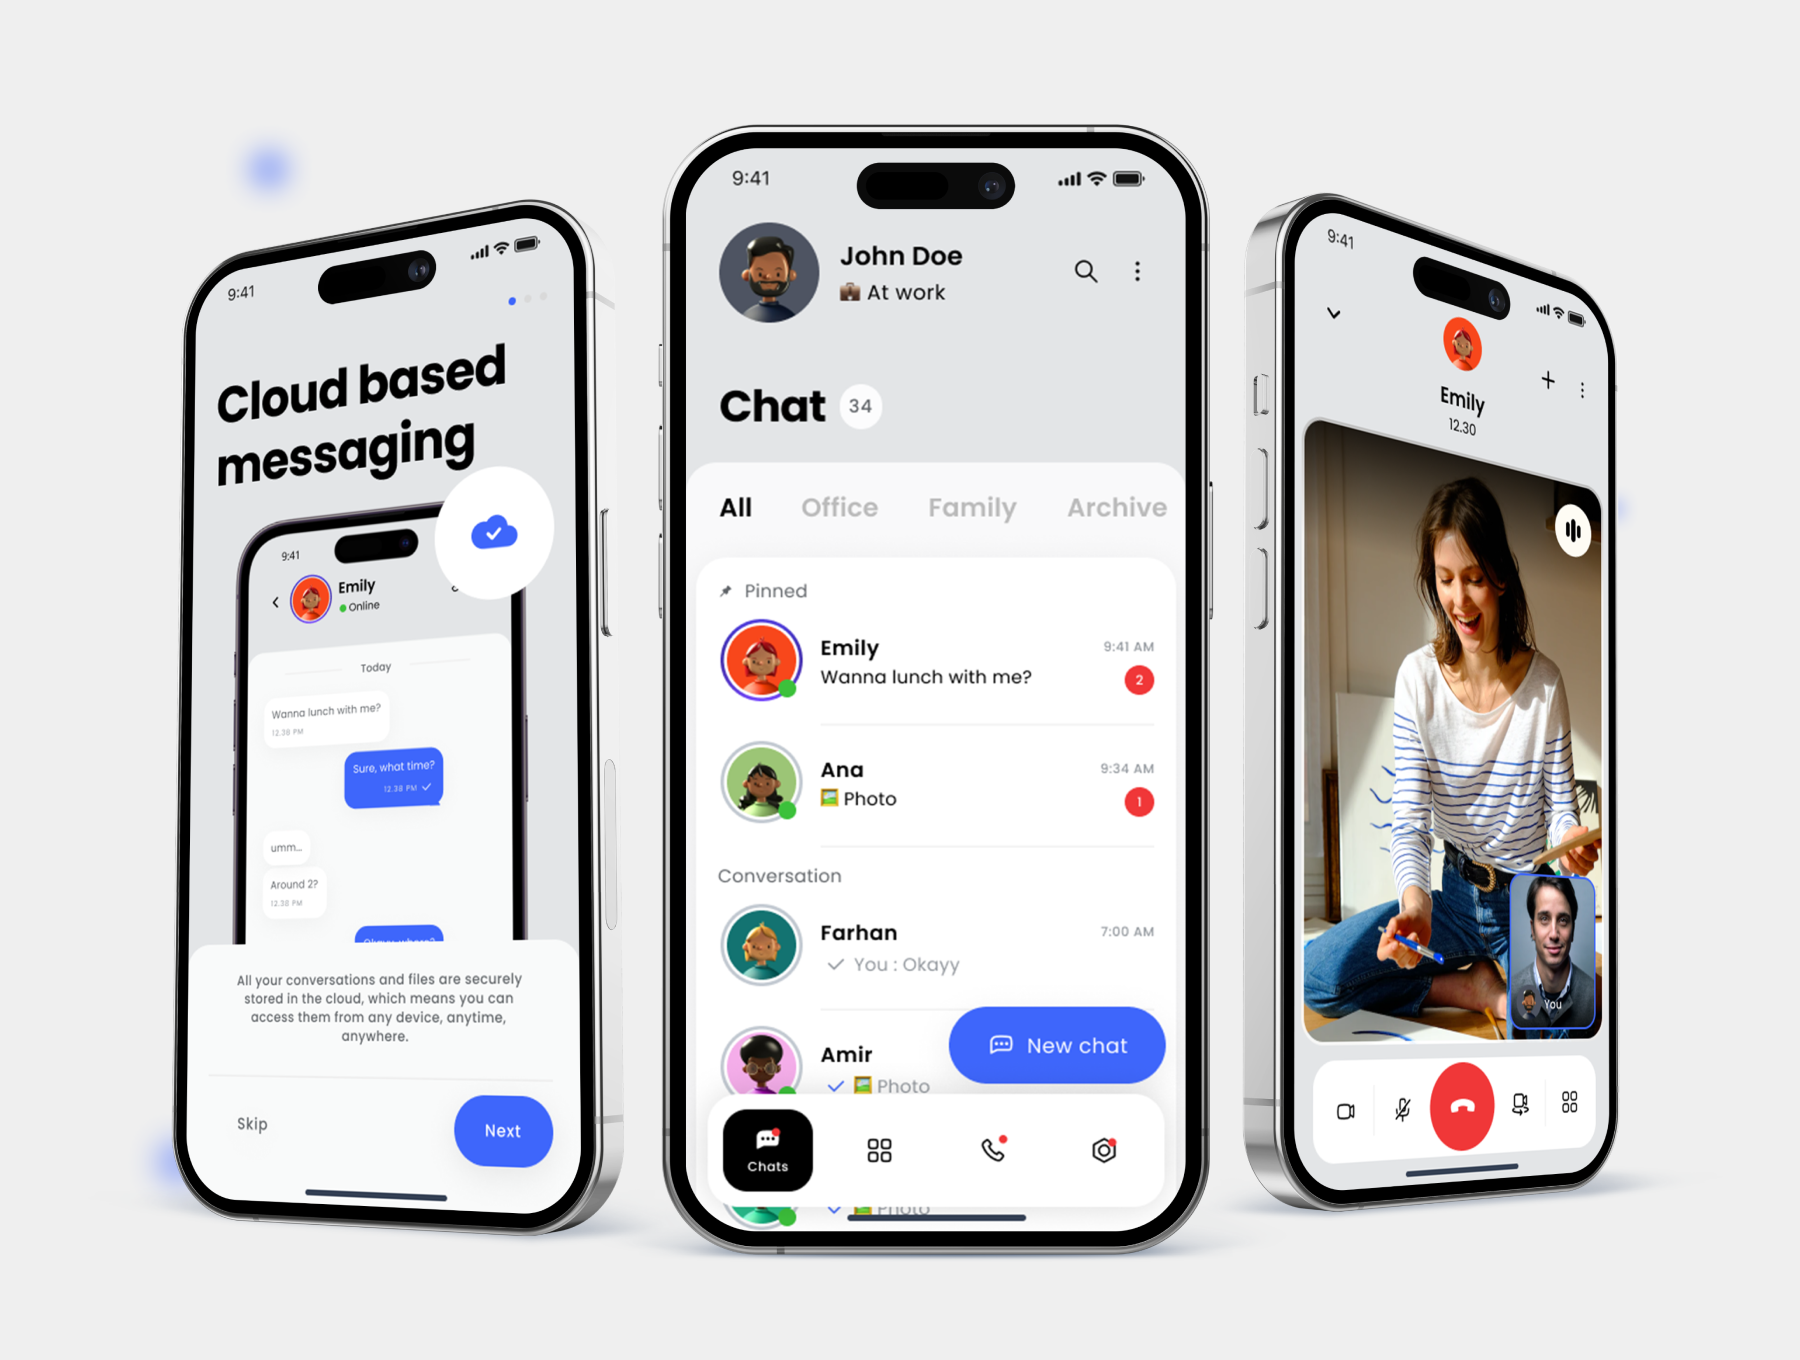 9:41
Cloud based
messaging
9:41
Emily
Online
Today
Wanna lunch with me?
12.38 PM
Sure, what time?
12.38 PM
umm...
Around 2?
12.38 PM
All your conversations and files are securely
stored in the cloud, which means you can
access them from any device, anytime,
anywhere.
Skip
Next
9:41
John Doe
At work
Chat 34
All Office Family Archive
Pinned
Emily 9:41 AM
Wanna lunch with me? 2
Ana 9:34 AM
Photo 1
Conversation
Farhan 7:00 AM
You : Okayy
Amir
New chat
Photo
Chats
Photo
9:41
Emily
12.30
You